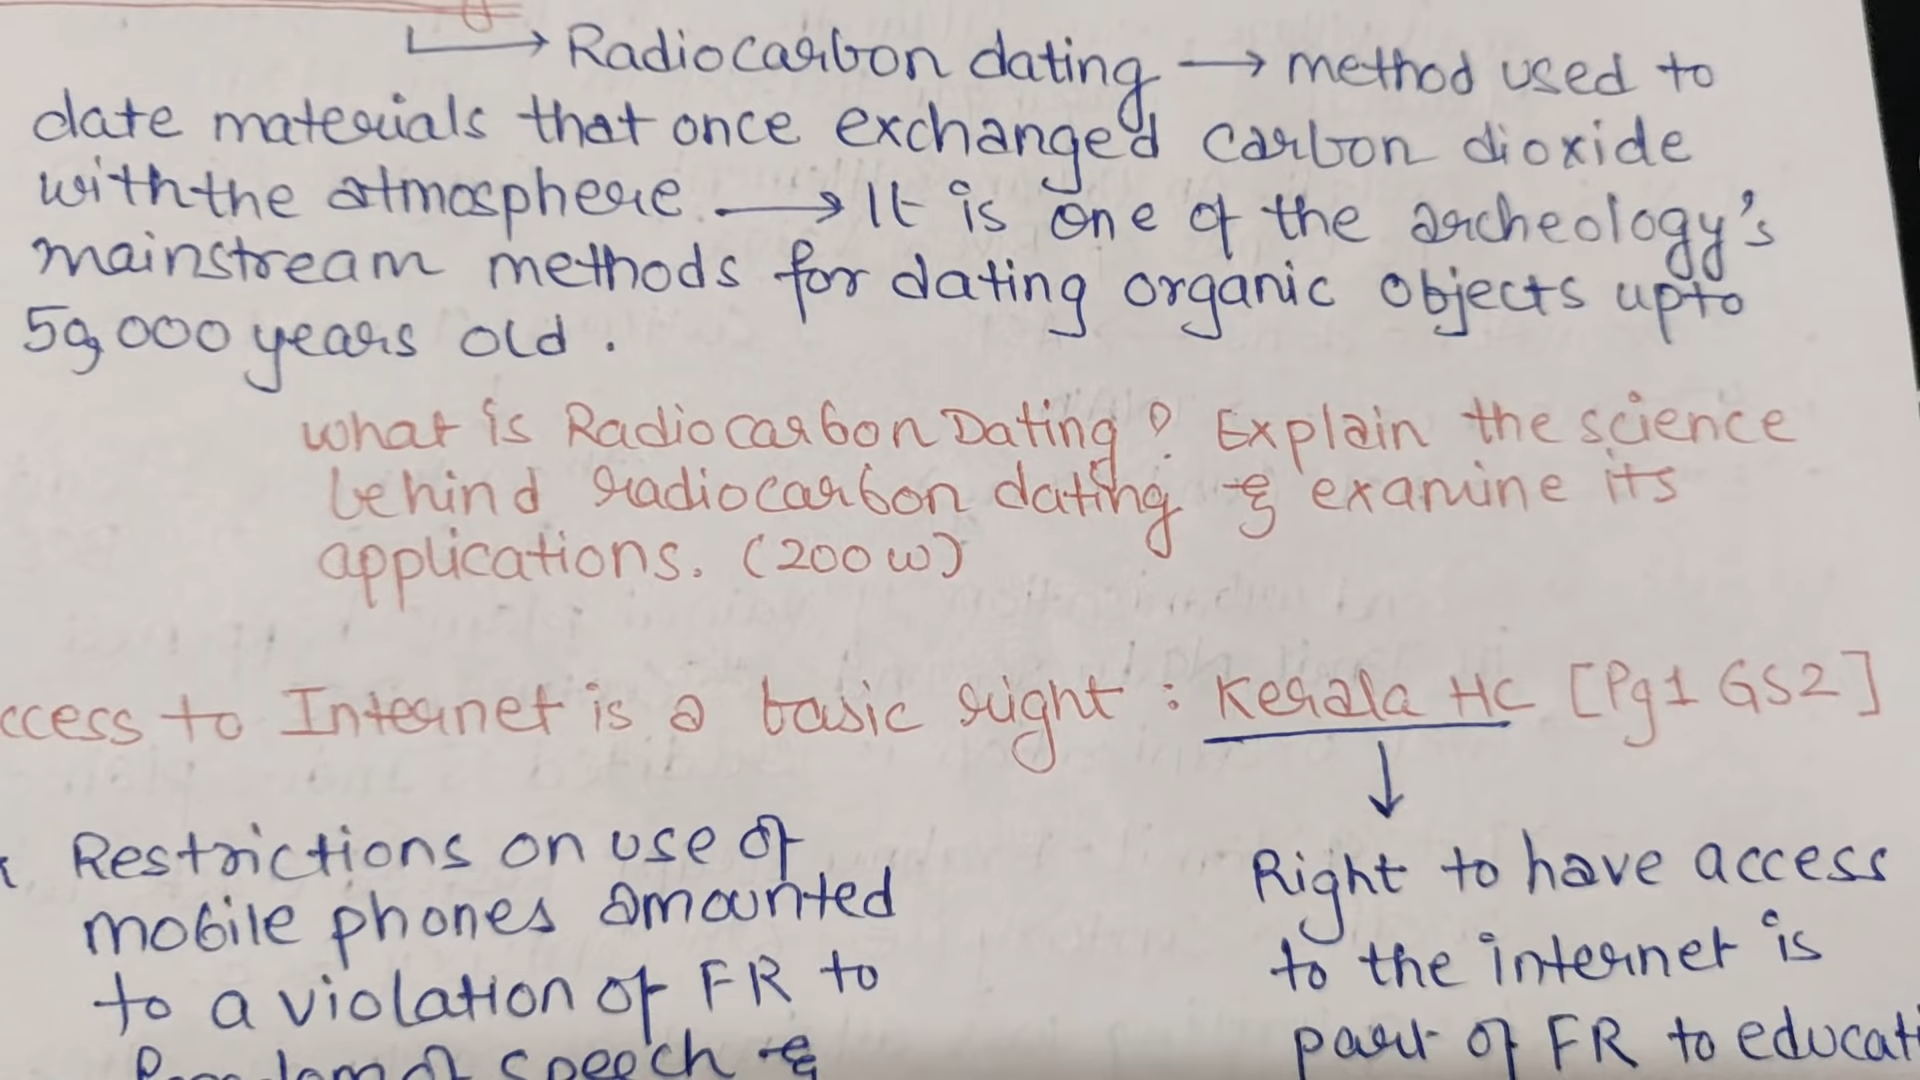 → Radiocarbon dating → method used to
date materials that once exchanged carbon dioxide
with the atmosphere → It is one of the archeology's
mainstream methods for dating organic objects upto
50,000 years old.
What is Radiocarbon Dating? Explain the science
behind radiocarbon dating & examine its
applications. (200w)
ccess to Internet is a basic right : Kerala HC [Pg1 GS2]
↓
Restrictions on use of
mobile phones amounted
to a violation of FR to
speech &
Right to have access
to the internet is
part of FR to educati